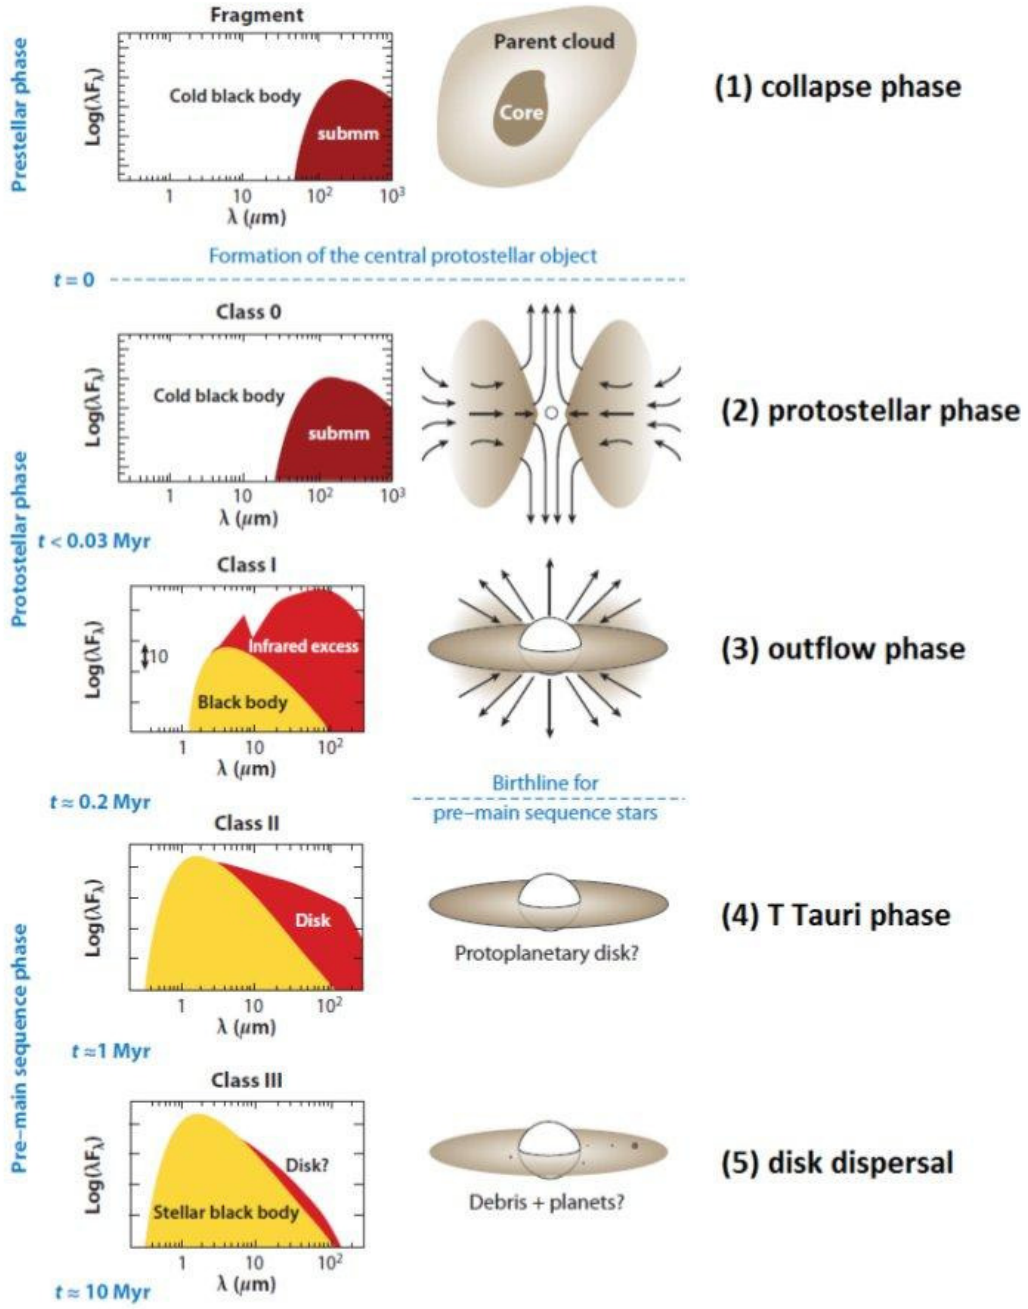 Prestellar phase
Fragment
Log(λFλ)
Cold black body
submm
1 10 10² 10³
λ (μm)
Parent cloud
Core
(1) collapse phase
Formation of the central protostellar object
t = 0
Protostellar phase
Class 0
Log(λFλ)
Cold black body
submm
1 10 10² 10³
λ (μm)
(2) protostellar phase
t < 0.03 Myr
Class I
Log(λFλ)
10
Infrared excess
Black body
1 10 10²
λ (μm)
(3) outflow phase
t ≈ 0.2 Myr
Birthline for
pre–main sequence stars
Pre–main sequence phase
Class II
Log(λFλ)
Disk
1 10 10²
λ (μm)
Protoplanetary disk?
(4) T Tauri phase
t ≈1 Myr
Class III
Log(λFλ)
Disk?
Stellar black body
1 10 10²
λ (μm)
Debris + planets?
(5) disk dispersal
t ≈ 10 Myr